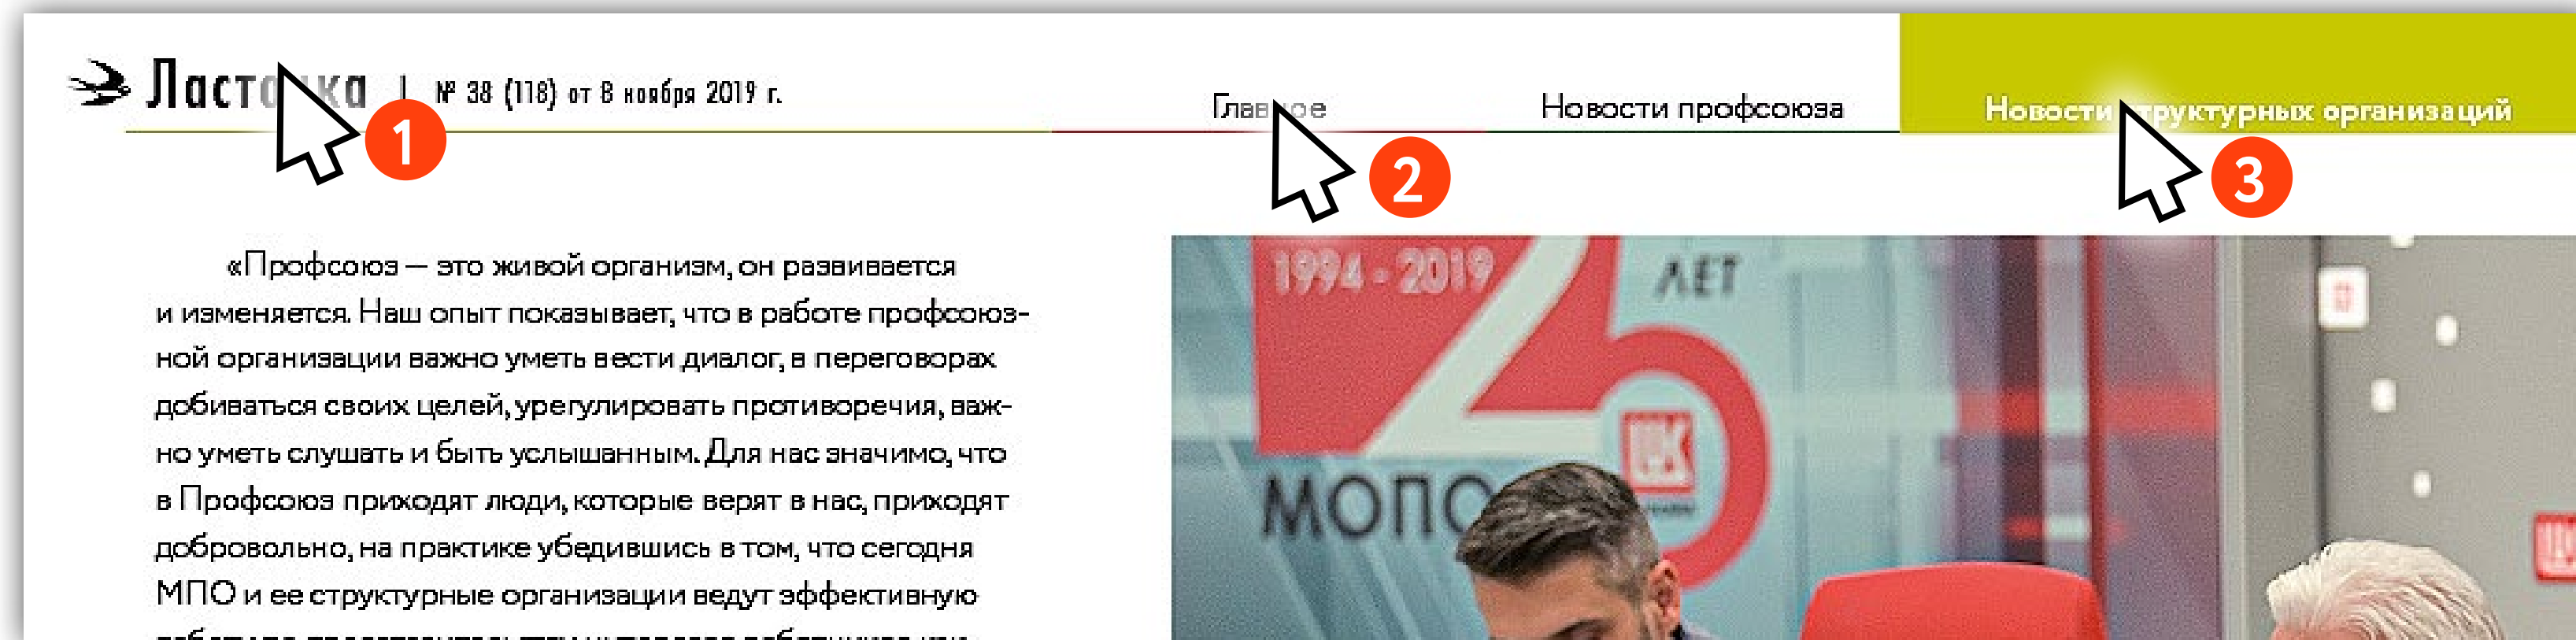 Ласточка | № 38 (118) от 8 ноября 2019 г.
Главное
Новости профсоюза
Новости структурных организаций
1
2
3
«Профсоюз — это живой организм, он развивается
и изменяется. Наш опыт показывает, что в работе профсоюз-
ной организации важно уметь вести диалог, в переговорах
добиваться своих целей, урегулировать противоречия, важ-
но уметь слушать и быть услышанным. Для нас значимо, что
в Профсоюз приходят люди, которые верят в нас, приходят
добровольно, на практике убедившись в том, что сегодня
МПО и ее структурные организации ведут эффективную
1994 - 2019
25
ЛЕТ
МОПО